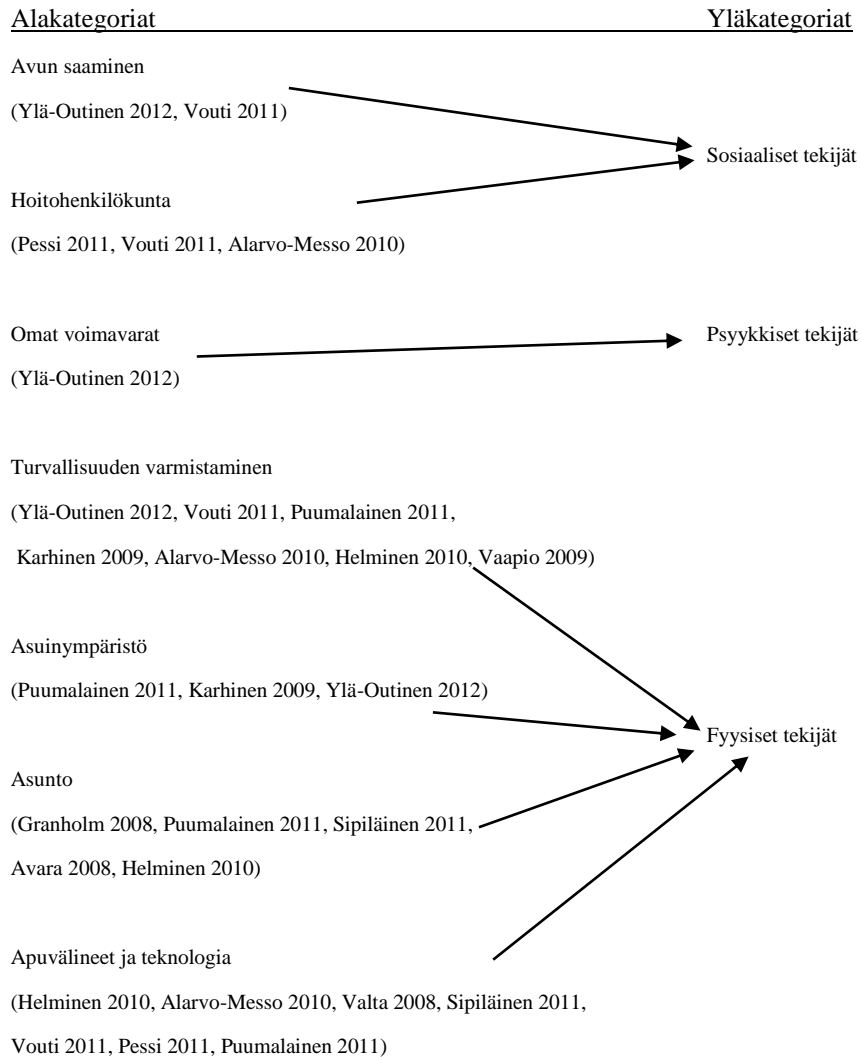 Alakategoriat Yläkategoriat
Avun saaminen
(Ylä-Outinen 2012, Vouti 2011)
Sosiaaliset tekijät
Hoitohenkilökunta
(Pessi 2011, Vouti 2011, Alarvo-Messo 2010)
Omat voimavarat Psyykkiset tekijät
(Ylä-Outinen 2012)
Turvallisuuden varmistaminen
(Ylä-Outinen 2012, Vouti 2011, Puumalainen 2011,
Karhinen 2009, Alarvo-Messo 2010, Helminen 2010, Vaapio 2009)
Asuinympäristö
(Puumalainen 2011, Karhinen 2009, Ylä-Outinen 2012)
Fyysiset tekijät
Asunto
(Granholm 2008, Puumalainen 2011, Sipiläinen 2011,
Avara 2008, Helminen 2010)
Apuvälineet ja teknologia
(Helminen 2010, Alarvo-Messo 2010, Valta 2008, Sipiläinen 2011,
Vouti 2011, Pessi 2011, Puumalainen 2011)